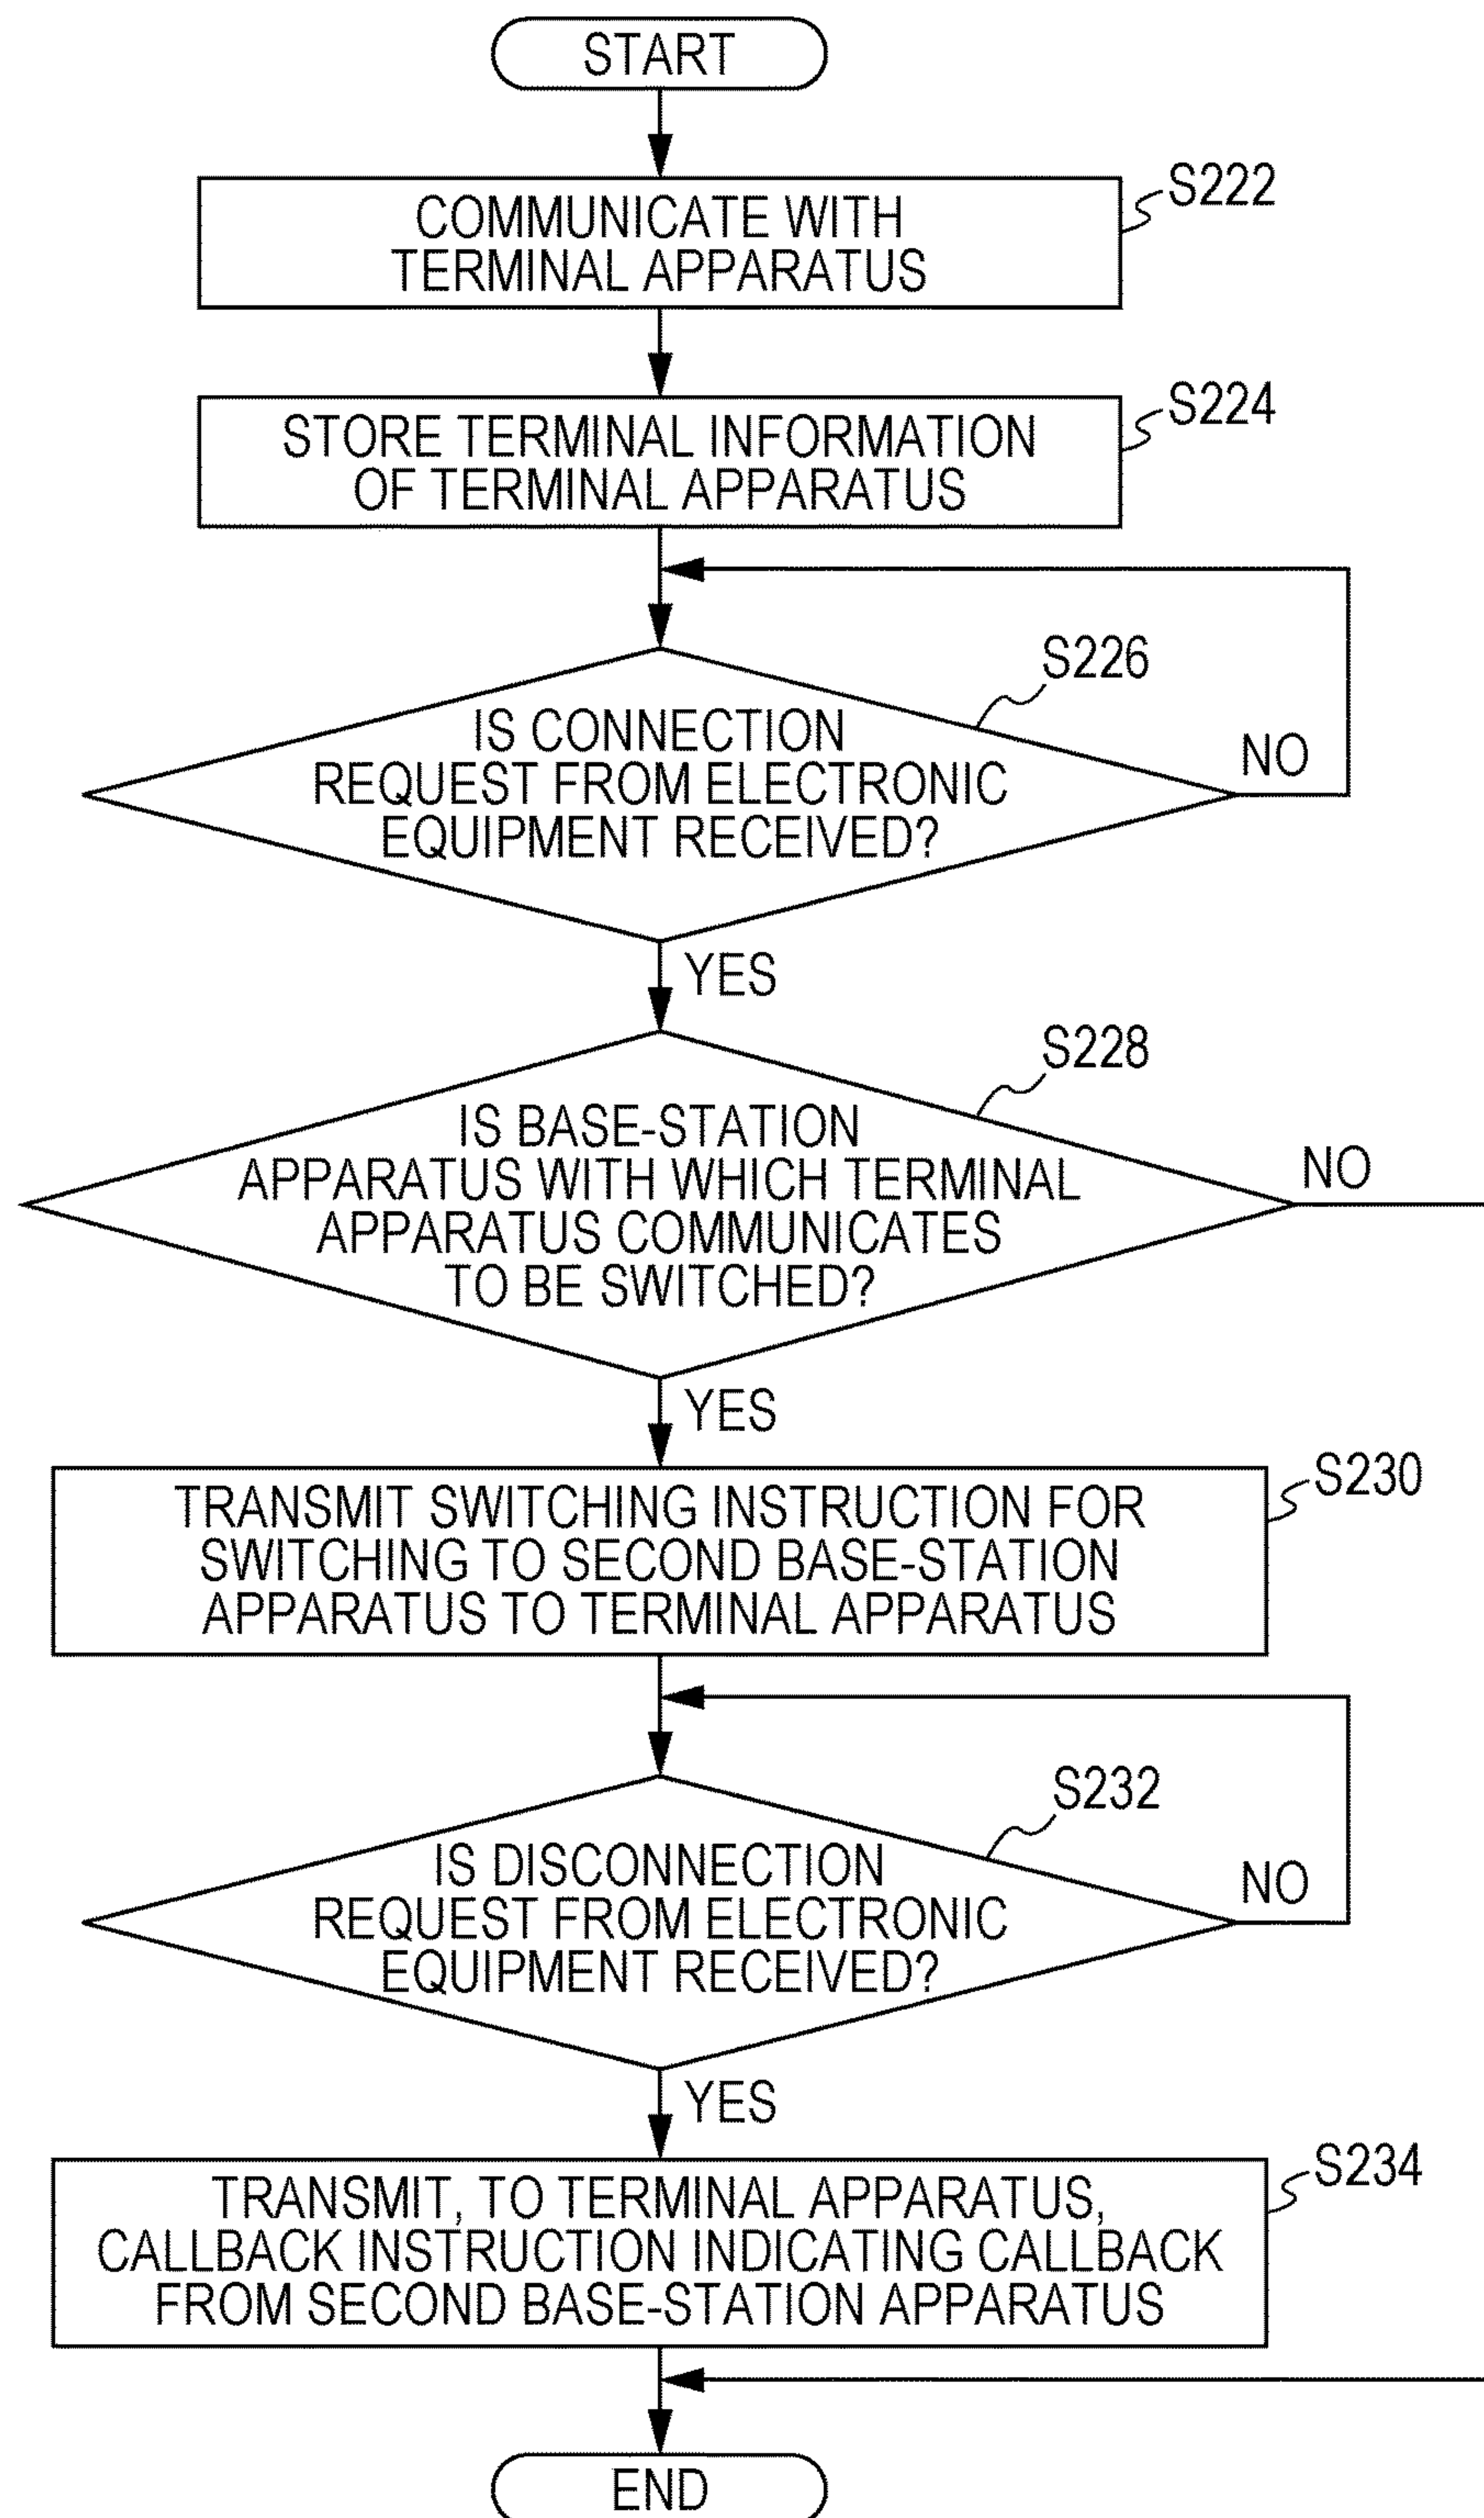 START
COMMUNICATE WITH
TERMINAL APPARATUS
S222
STORE TERMINAL INFORMATION
OF TERMINAL APPARATUS
S224
IS CONNECTION
REQUEST FROM ELECTRONIC
EQUIPMENT RECEIVED?
S226
NO
YES
IS BASE-STATION
APPARATUS WITH WHICH TERMINAL
APPARATUS COMMUNICATES
TO BE SWITCHED?
S228
NO
YES
TRANSMIT SWITCHING INSTRUCTION FOR
SWITCHING TO SECOND BASE-STATION
APPARATUS TO TERMINAL APPARATUS
S230
IS DISCONNECTION
REQUEST FROM ELECTRONIC
EQUIPMENT RECEIVED?
S232
NO
YES
TRANSMIT, TO TERMINAL APPARATUS,
CALLBACK INSTRUCTION INDICATING CALLBACK
FROM SECOND BASE-STATION APPARATUS
S234
END